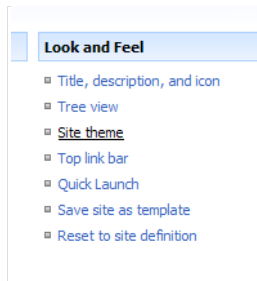 Look and Feel
Title, description, and icon
Tree view
Site theme
Top link bar
Quick Launch
Save site as template
Reset to site definition